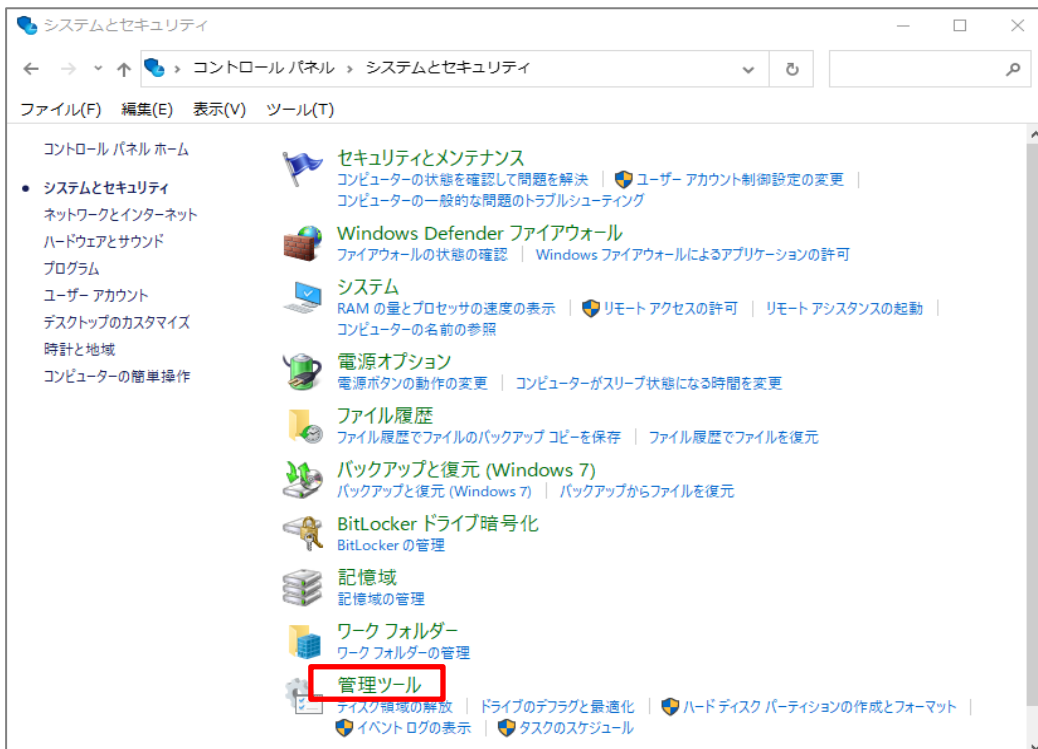 システムとセキュリティ
コントロール パネル › システムとセキュリティ
ファイル(F) 編集(E) 表示(V) ツール(T)
コントロール パネル ホーム
システムとセキュリティ
ネットワークとインターネット
ハードウェアとサウンド
プログラム
ユーザー アカウント
デスクトップのカスタマイズ
時計と地域
コンピューターの簡単操作
セキュリティとメンテナンス
コンピューターの状態を確認して問題を解決 ユーザー アカウント制御設定の変更
コンピューターの一般的な問題のトラブルシューティング
Windows Defender ファイアウォール
ファイアウォールの状態の確認 Windows ファイアウォールによるアプリケーションの許可
システム
RAM の量とプロセッサの速度の表示 リモート アクセスの許可 リモート アシスタンスの起動
コンピューターの名前の参照
電源オプション
電源ボタンの動作の変更 コンピューターがスリープ状態になる時間を変更
ファイル履歴
ファイル履歴でファイルのバックアップ コピーを保存 ファイル履歴でファイルを復元
バックアップと復元 (Windows 7)
バックアップと復元 (Windows 7) バックアップからファイルを復元
BitLocker ドライブ暗号化
BitLocker の管理
記憶域
記憶域の管理
ワーク フォルダー
ワーク フォルダーの管理
管理ツール
ディスク領域の解放 ドライブのデフラグと最適化 ハード ディスク パーティションの作成とフォーマット
イベント ログの表示 タスクのスケジュール